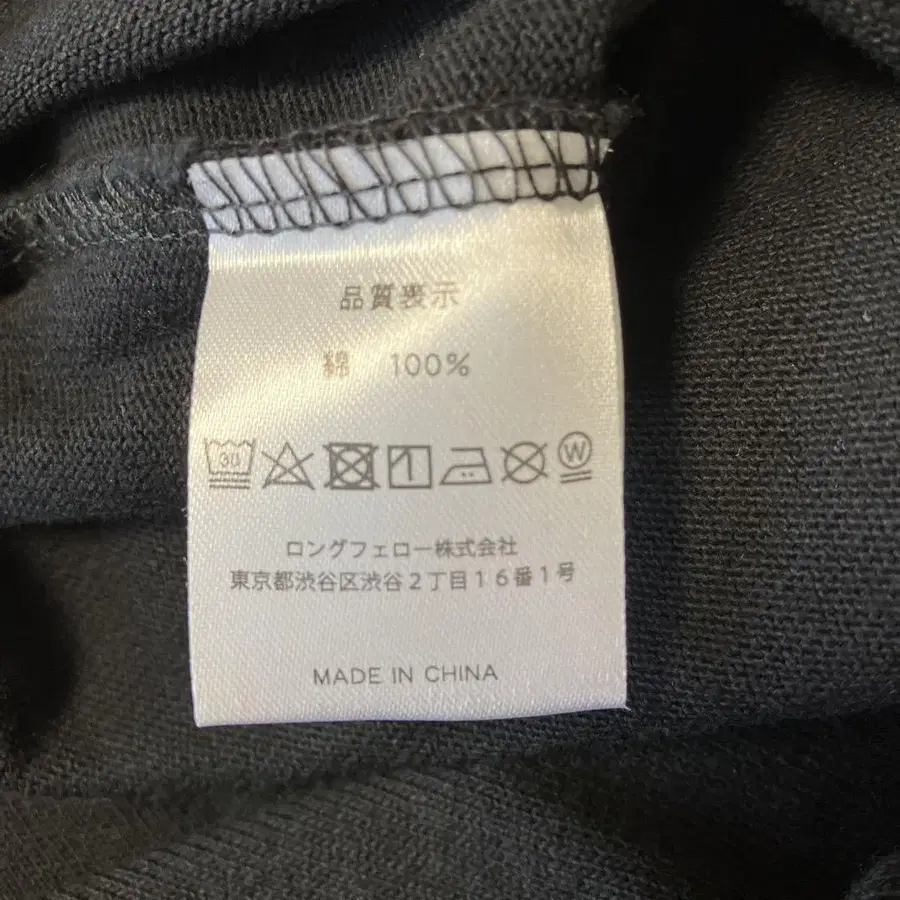 品質表示
綿 100%
30 W
ロングフェロー株式会社
東京都渋谷区渋谷2丁目16番1号
MADE IN CHINA